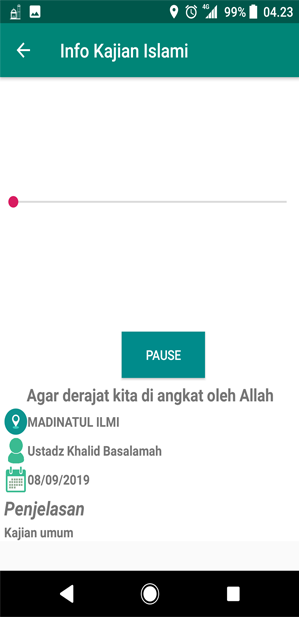 4G
99%
04.23
Info Kajian Islami
PAUSE
Agar derajat kita di angkat oleh Allah
MADINATUL ILMI
Ustadz Khalid Basalamah
08/09/2019
Penjelasan
Kajian umum